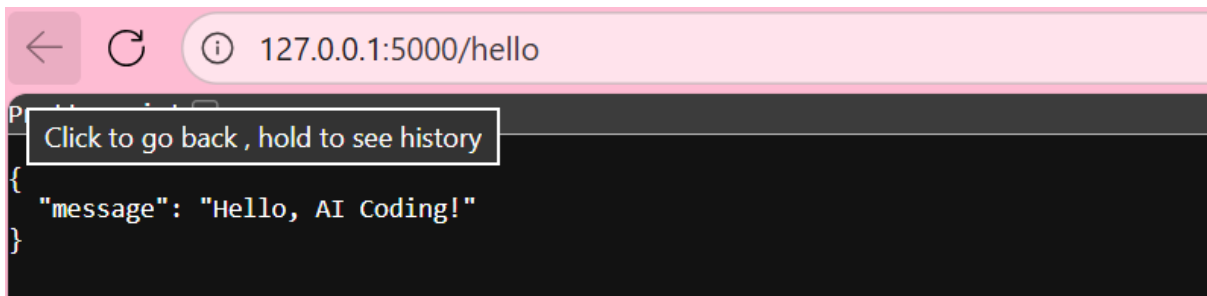 127.0.0.1:5000/hello
Click to go back , hold to see history
{
"message": "Hello, AI Coding!"
}